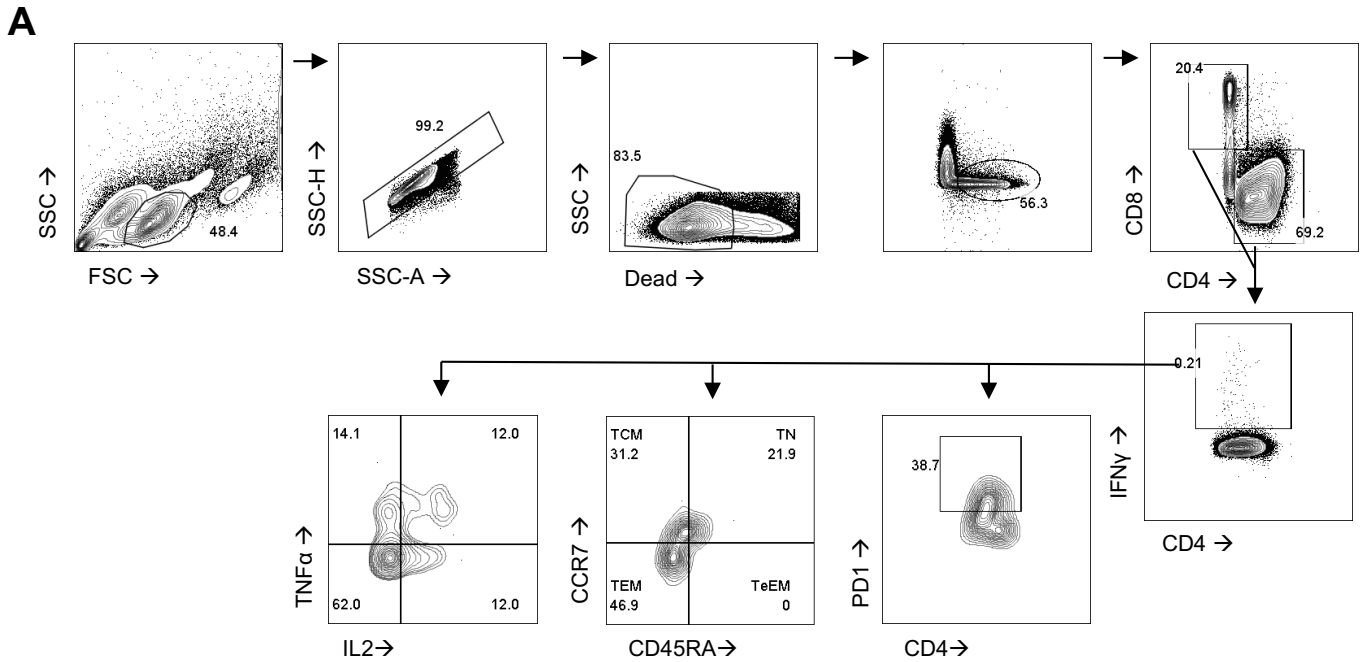 A
SSC →
48.4
FSC →
SSC-H →
99.2
SSC-A →
SSC →
83.5
Dead →
56.3
CD8 →
20.4
69.2
CD4 →
IFNγ →
0.21
CD4 →
TNFα →
14.1
12.0
62.0
12.0
IL2→
CCR7 →
TCM
31.2
TN
21.9
TEM
46.9
TeEM
0
CD45RA→
PD1 →
38.7
CD4→